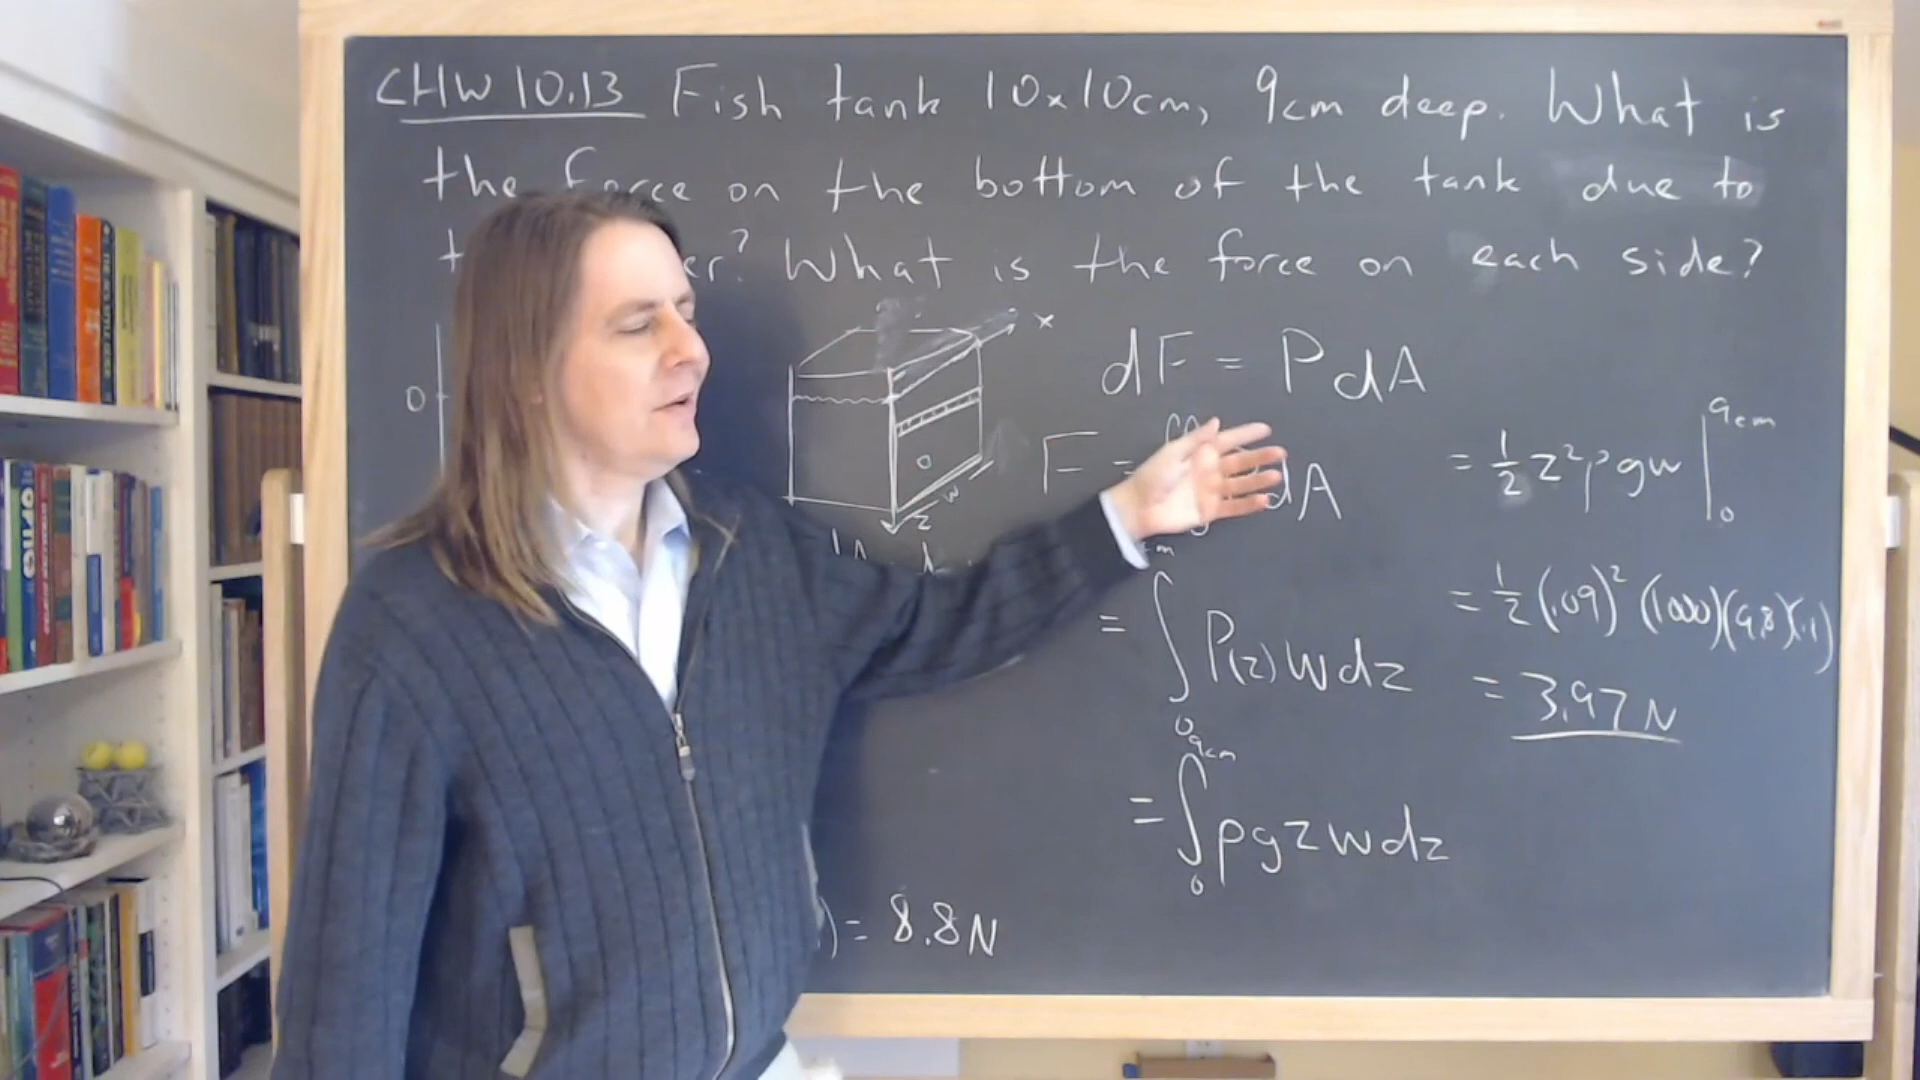 CHW 10.13 Fish tank 10x10cm, 9cm deep. What is
the force on the bottom of the tank due to
er? What is the force on each side?
x
0
dF = P dA
F = dA
= ½ z² ρ g w | 9cm 0
w
z
= ∫ P(z) w dz
0
= ½ (.09)² (1000)(9.8)(.1)
= 3.97 N
9cm
= ∫ ρ g z w dz
0
) = 8.8 N